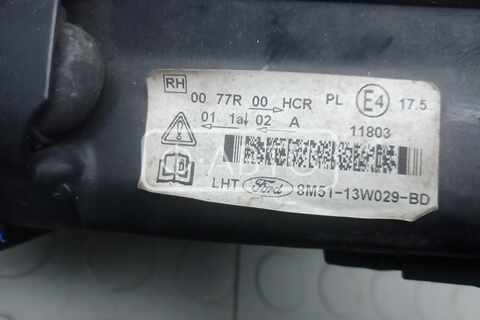 RH
00 77R 00 HCR PL E4 17.5
01 1a 02 A 11803
LHT Ford 8M51-13W029-BD